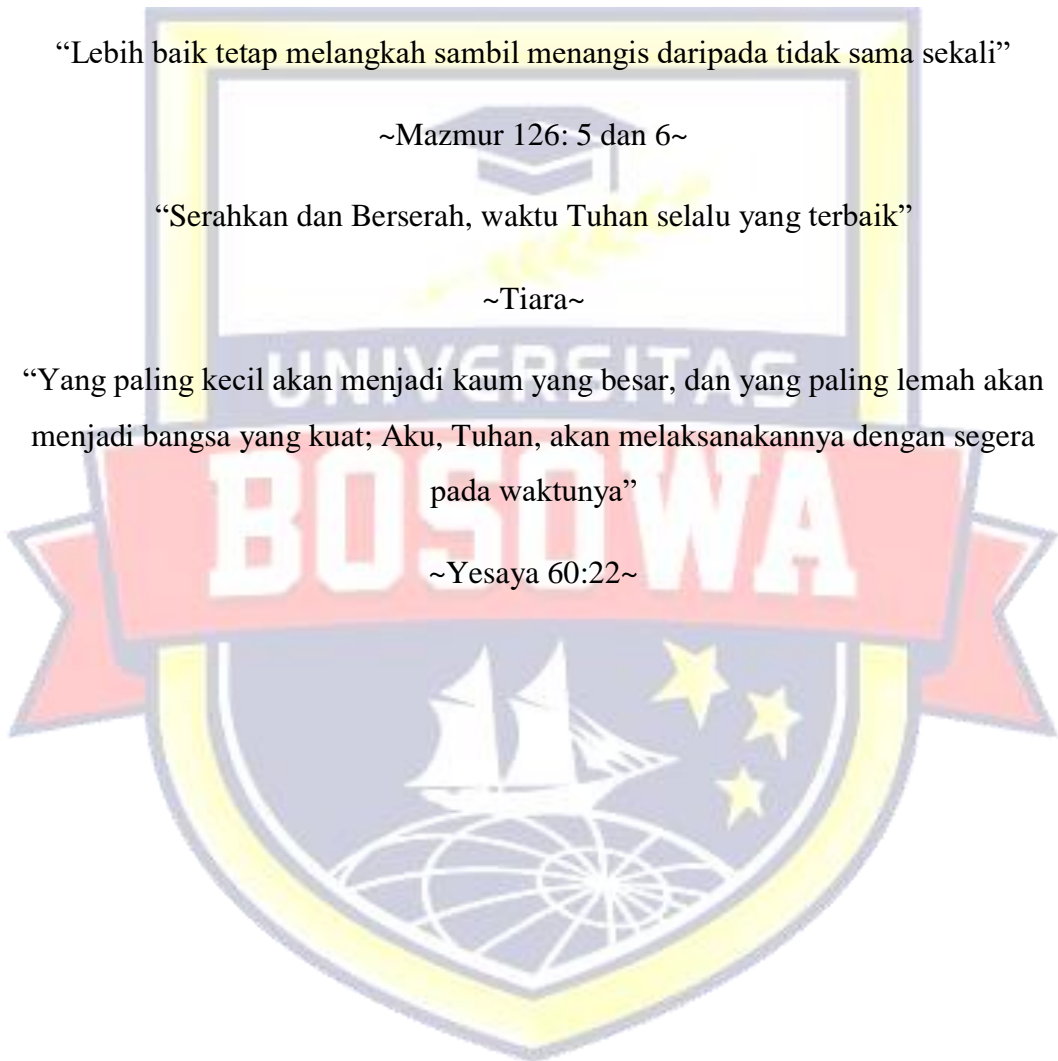 “Lebih baik tetap melangkah sambil menangis daripada tidak sama sekali”
~Mazmur 126: 5 dan 6~
“Serahkan dan Berserah, waktu Tuhan selalu yang terbaik”
~Tiara~
UNIVERSITAS
“Yang paling kecil akan menjadi kaum yang besar, dan yang paling lemah akan
menjadi bangsa yang kuat; Aku, Tuhan, akan melaksanakannya dengan segera
pada waktunya”
BOSOWA
~Yesaya 60:22~